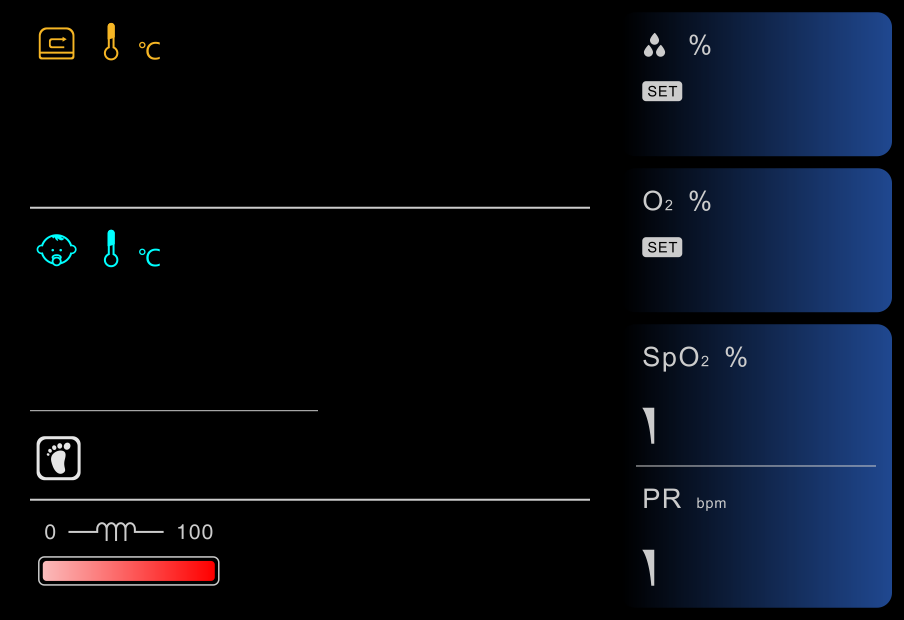 ℃
℃
0 100
%
SET
O₂ %
SET
SpO₂ %
PR bpm